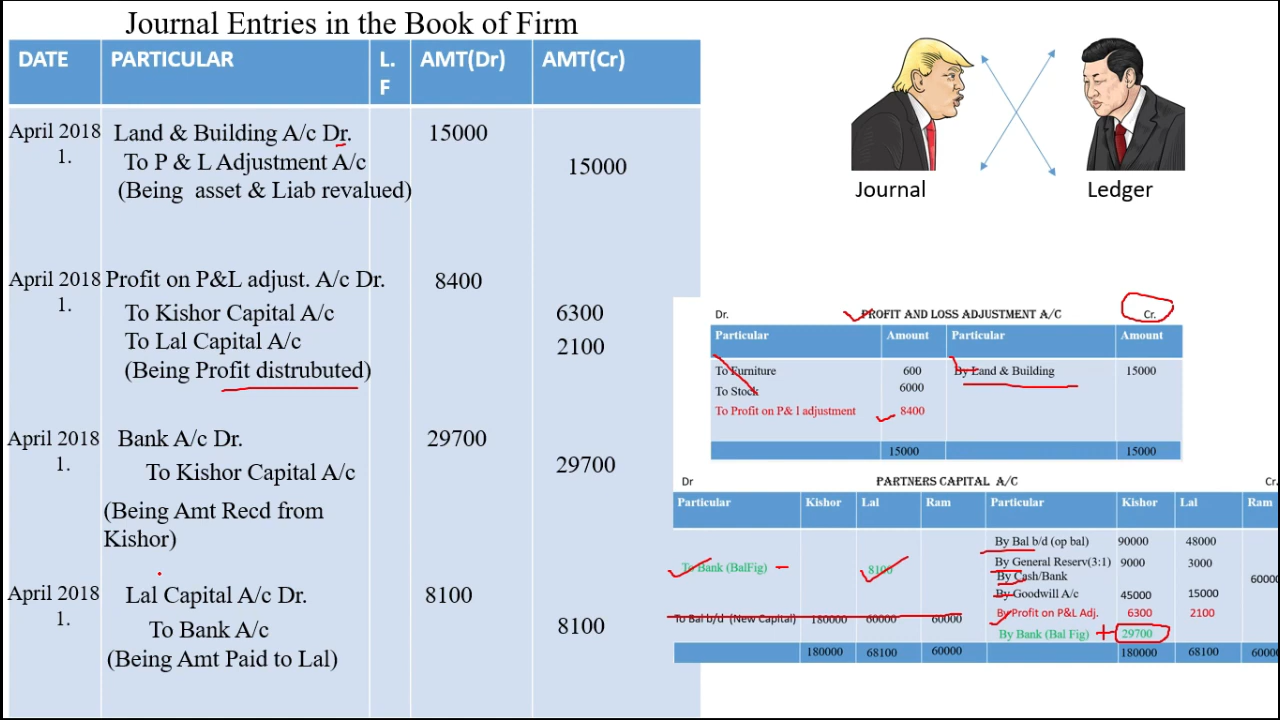 Journal Entries in the Book of Firm
DATE PARTICULAR L. F AMT(Dr) AMT(Cr)
April 2018 1. Land & Building A/c Dr. 15000
To P & L Adjustment A/c 15000
(Being asset & Liab revalued)
April 2018 1. Profit on P&L adjust. A/c Dr. 8400
To Kishor Capital A/c 6300
To Lal Capital A/c 2100
(Being Profit distrubuted)
April 2018 1. Bank A/c Dr. 29700
To Kishor Capital A/c 29700
(Being Amt Recd from
Kishor)
April 2018 1. Lal Capital A/c Dr. 8100
To Bank A/c 8100
(Being Amt Paid to Lal)
Journal Ledger
Dr. PROFIT AND LOSS ADJUSTMENT A/C Cr.
Particular Amount Particular Amount
To Furniture 600 By Land & Building 15000
To Stock 6000
To Profit on P& l adjustment 8400
15000 15000
Dr PARTNERS CAPITAL A/C Cr.
Particular Kishor Lal Ram Particular Kishor Lal Ram
By Bal b/d (op bal) 90000 48000
To Bank (BalFig) 8100 By General Reserv(3:1) 9000 3000
By Cash/Bank 60000
By Goodwill A/c 45000 15000
To Bal b/d (New Capital) 180000 60000 60000 By Profit on P&L Adj. 6300 2100
By Bank (Bal Fig) 29700
180000 68100 60000 180000 68100 60000